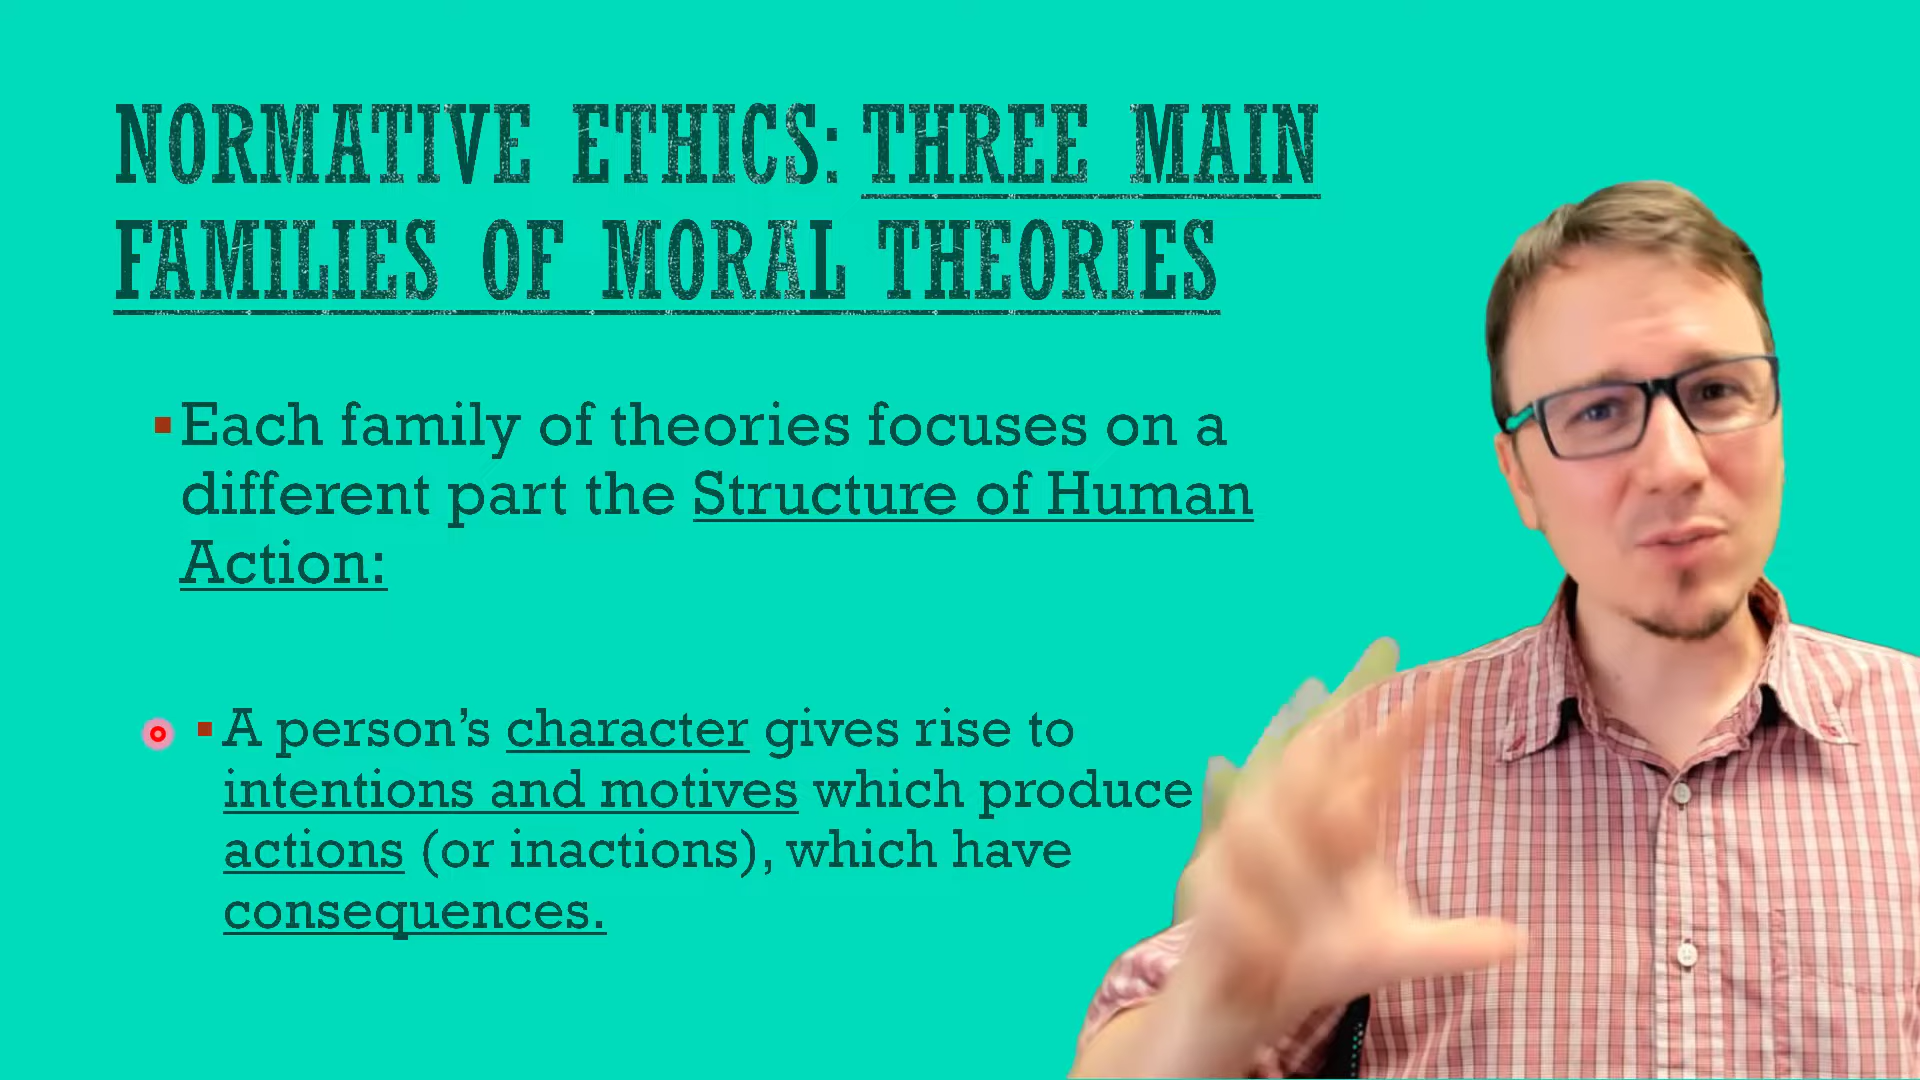 NORMATIVE ETHICS: THREE MAIN
FAMILIES OF MORAL THEORIES
Each family of theories focuses on a
different part the Structure of Human
Action:
A person’s character gives rise to
intentions and motives which produce
actions (or inactions), which have
consequences.